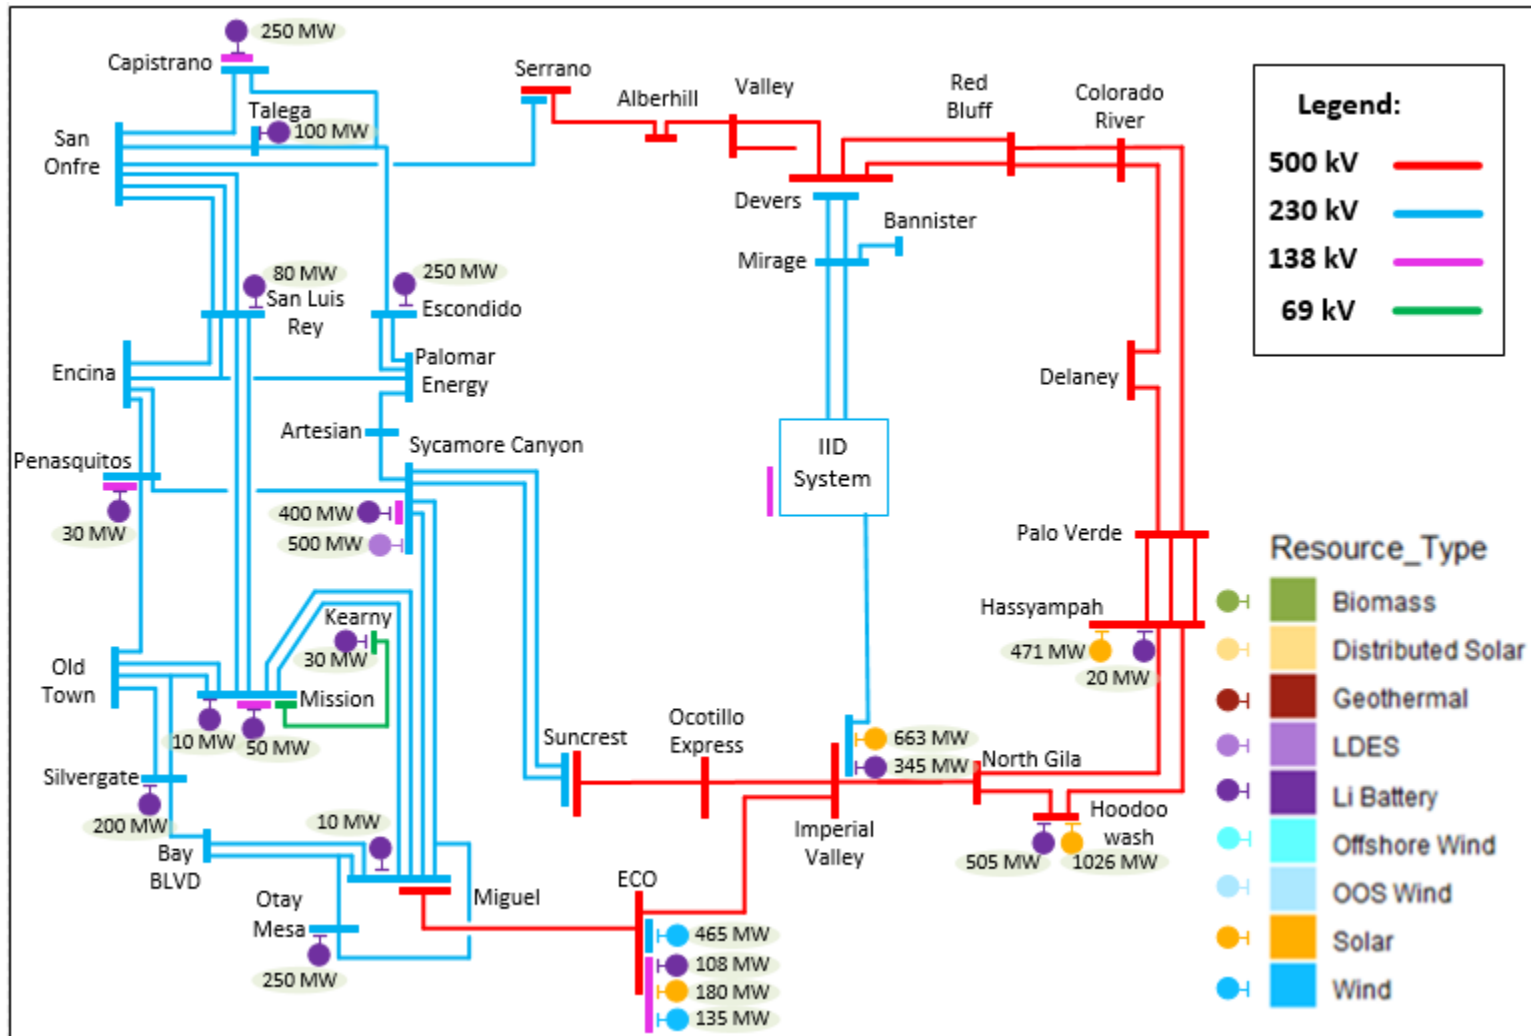 250 MW
Capistrano
Talega
100 MW
San
Onfre
Serrano
Alberhill
Valley
Red
Bluff
Colorado
River
Legend:
500 kV
230 kV
138 kV
69 kV
Devers
Bannister
Mirage
80 MW
San Luis
Rey
250 MW
Escondido
Encina
Palomar
Energy
Delaney
Artesian
Sycamore Canyon
IID
System
Penasquitos
30 MW
400 MW
500 MW
Palo Verde
Hassyampah
471 MW
20 MW
Resource_Type
Biomass
Distributed Solar
Geothermal
LDES
Li Battery
Offshore Wind
OOS Wind
Solar
Wind
Kearny
30 MW
Old
Town
Mission
10 MW
50 MW
Suncrest
Ocotillo
Express
663 MW
345 MW
North Gila
Imperial
Valley
Hoodoo
wash
505 MW
1026 MW
Silvergate
200 MW
Bay
BLVD
10 MW
Miguel
ECO
Otay
Mesa
250 MW
465 MW
108 MW
180 MW
135 MW